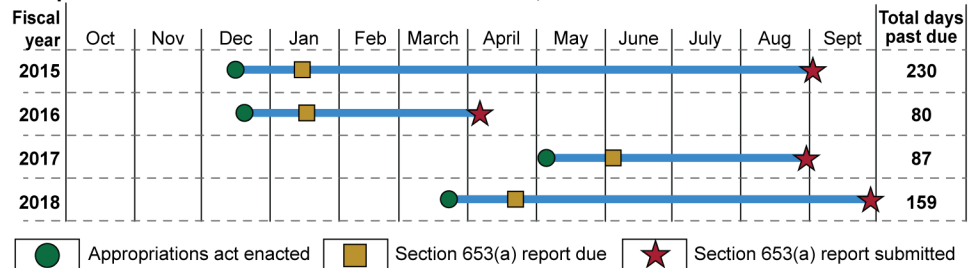 Fiscal year Oct Nov Dec Jan Feb March April May June July Aug Sept Total days past due
2015 230
2016 80
2017 87
2018 159
Appropriations act enacted Section 653(a) report due Section 653(a) report submitted